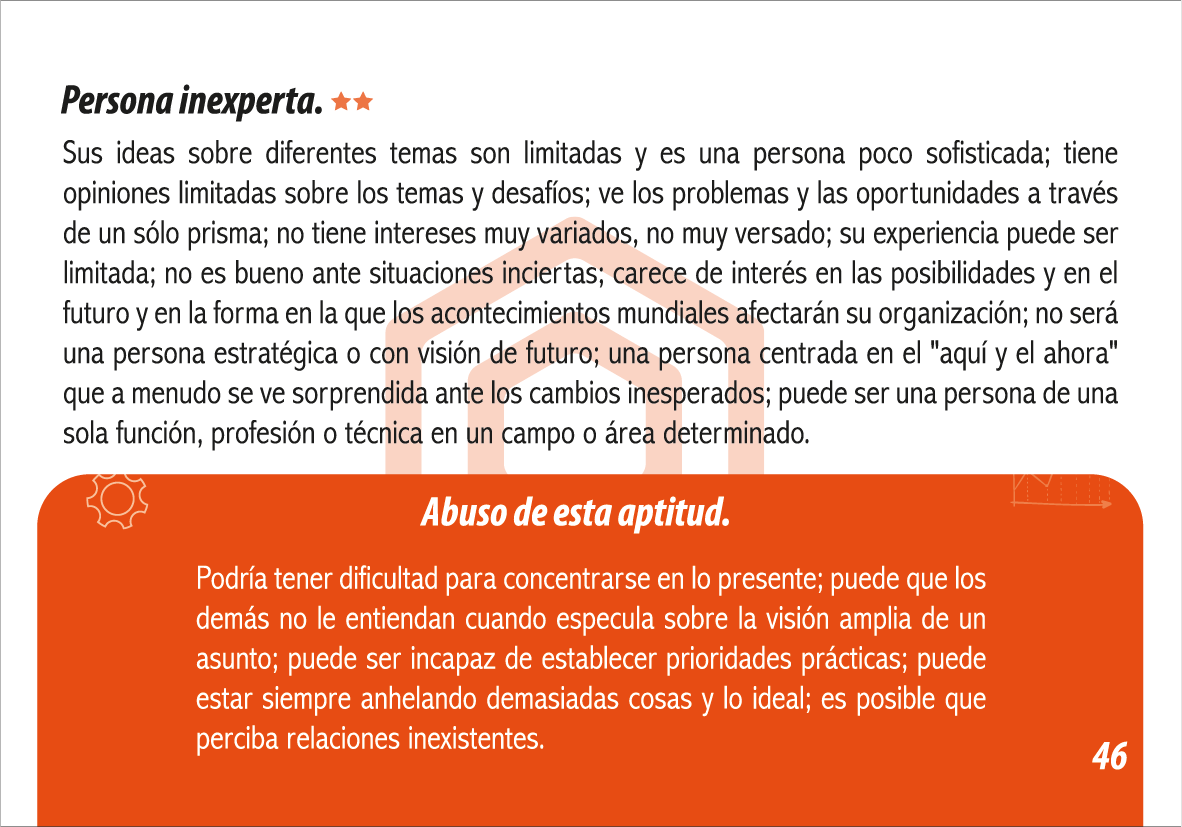 Persona inexperta.
Sus ideas sobre diferentes temas son limitadas y es una persona poco sofisticada; tiene
opiniones limitadas sobre los temas y desafíos; ve los problemas y las oportunidades a través
de un sólo prisma; no tiene intereses muy variados, no muy versado; su experiencia puede ser
limitada; no es bueno ante situaciones inciertas; carece de interés en las posibilidades y en el
futuro y en la forma en la que los acontecimientos mundiales afectarán su organización; no será
una persona estratégica o con visión de futuro; una persona centrada en el "aquí y el ahora"
que a menudo se ve sorprendida ante los cambios inesperados; puede ser una persona de una
sola función, profesión o técnica en un campo o área determinado.
Abuso de esta aptitud.
Podría tener dificultad para concentrarse en lo presente; puede que los
demás no le entiendan cuando especula sobre la visión amplia de un
asunto; puede ser incapaz de establecer prioridades prácticas; puede
estar siempre anhelando demasiadas cosas y lo ideal; es posible que
perciba relaciones inexistentes.
46